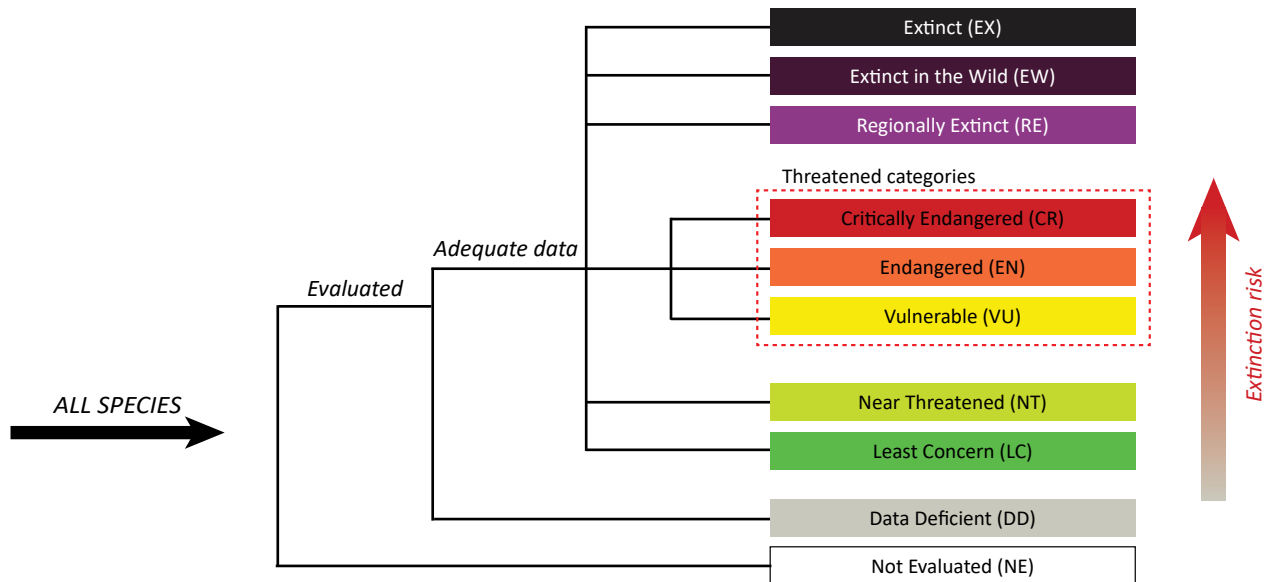 Extinct (EX)
Extinct in the Wild (EW)
Regionally Extinct (RE)
Threatened categories
Critically Endangered (CR)
Adequate data
Endangered (EN)
Evaluated
Vulnerable (VU)
Extinction risk
ALL SPECIES
Near Threatened (NT)
Least Concern (LC)
Data Deficient (DD)
Not Evaluated (NE)